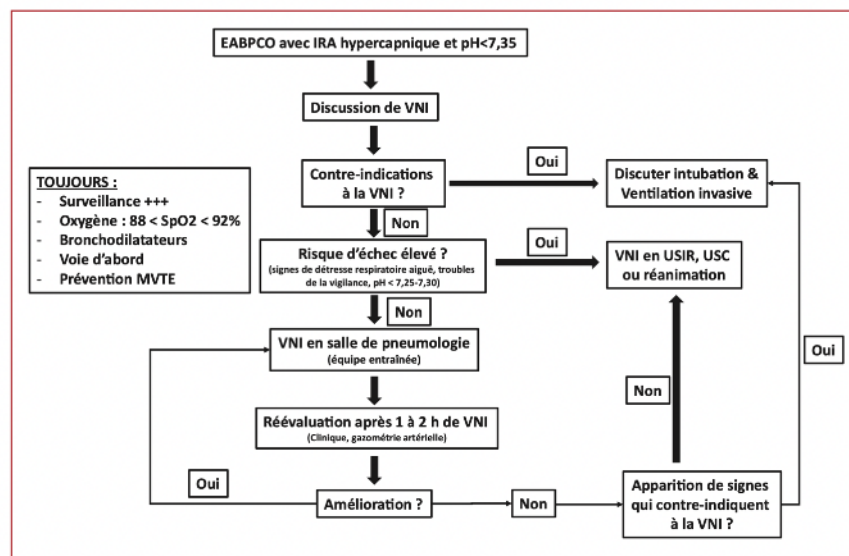 EABPCO avec IRA hypercapnique et pH<7,35
Discussion de VNI
Contre-indications
à la VNI ?
Oui
Discuter intubation &
Ventilation invasive
TOUJOURS :
- Surveillance +++
- Oxygène : 88 < SpO2 < 92%
- Bronchodilatateurs
- Voie d'abord
- Prévention MVTE
Non
Risque d'échec élevé ?
(signes de détresse respiratoire aiguë, troubles
de la vigilance, pH < 7,25-7,30)
Oui
VNI en USIR, USC
ou réanimation
Non
VNI en salle de pneumologie
(équipe entraînée)
Oui
Non
Réévaluation après 1 à 2 h de VNI
(Clinique, gazométrie artérielle)
Oui
Amélioration ?
Non
Apparition de signes
qui contre-indiquent
à la VNI ?